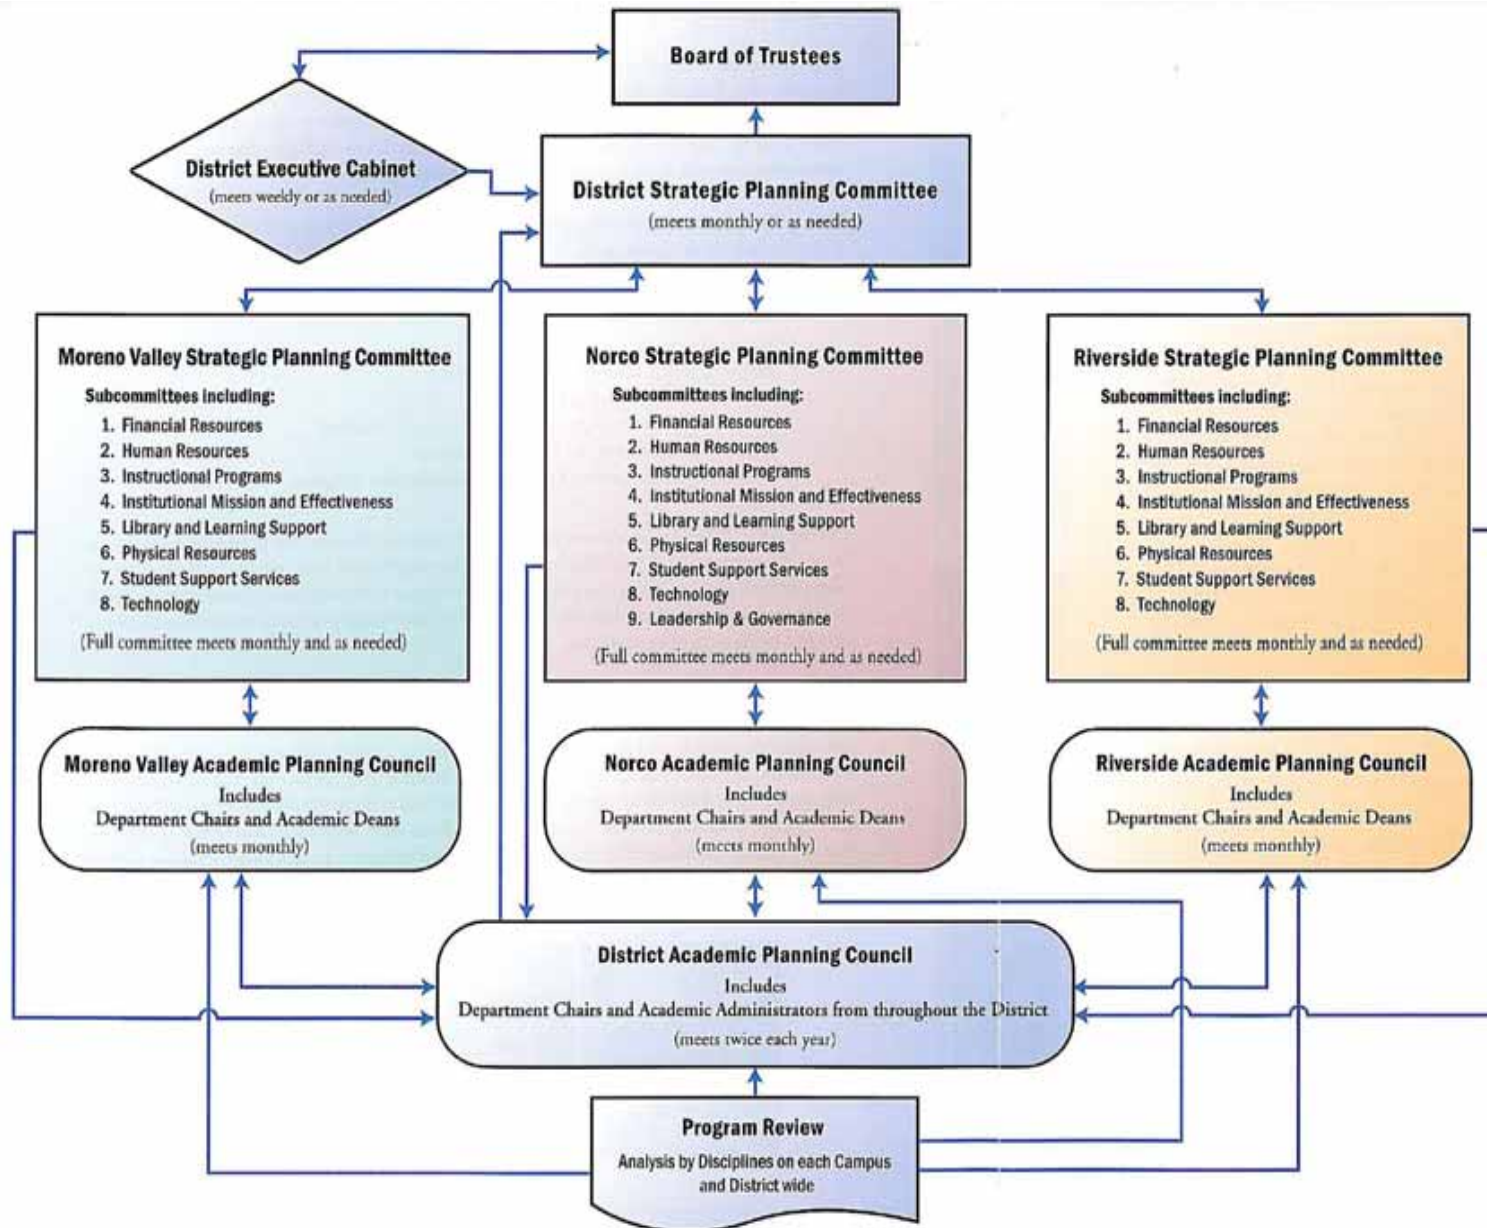 Board of Trustees
District Executive Cabinet
(meets weekly or as needed)
District Strategic Planning Committee
(meets monthly or as needed)
Moreno Valley Strategic Planning Committee
Subcommittees including:
1. Financial Resources
2. Human Resources
3. Instructional Programs
4. Institutional Mission and Effectiveness
5. Library and Learning Support
6. Physical Resources
7. Student Support Services
8. Technology
(Full committee meets monthly and as needed)
Norco Strategic Planning Committee
Subcommittees including:
1. Financial Resources
2. Human Resources
3. Instructional Programs
4. Institutional Mission and Effectiveness
5. Library and Learning Support
6. Physical Resources
7. Student Support Services
8. Technology
9. Leadership & Governance
(Full committee meets monthly and as needed)
Riverside Strategic Planning Committee
Subcommittees including:
1. Financial Resources
2. Human Resources
3. Instructional Programs
4. Institutional Mission and Effectiveness
5. Library and Learning Support
6. Physical Resources
7. Student Support Services
8. Technology
(Full committee meets monthly and as needed)
Moreno Valley Academic Planning Council
Includes
Department Chairs and Academic Deans
(meets monthly)
Norco Academic Planning Council
Includes
Department Chairs and Academic Deans
(meets monthly)
Riverside Academic Planning Council
Includes
Department Chairs and Academic Deans
(meets monthly)
District Academic Planning Council
Includes
Department Chairs and Academic Administrators from throughout the District
(meets twice each year)
Program Review
Analysis by Disciplines on each Campus
and District wide